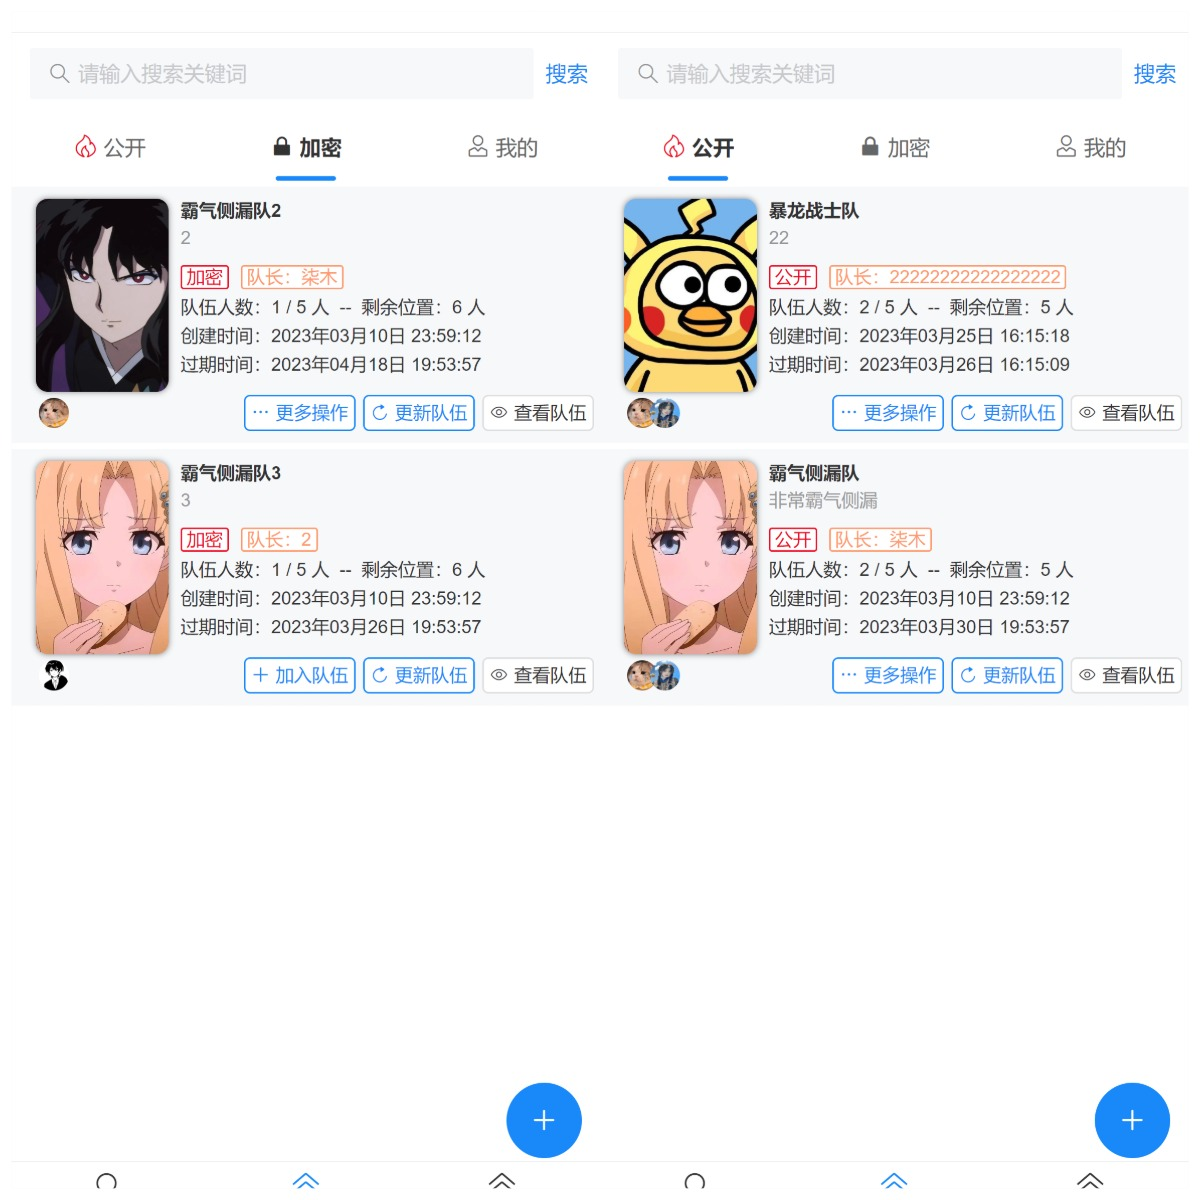 请输入搜索关键词 搜索
公开 加密 我的
霸气侧漏队2
2
加密 队长：柒木
队伍人数：1 / 5 人 -- 剩余位置：6 人
创建时间：2023年03月10日 23:59:12
过期时间：2023年04月18日 19:53:57
··· 更多操作 更新队伍 查看队伍
霸气侧漏队3
3
加密 队长：2
队伍人数：1 / 5 人 -- 剩余位置：6 人
创建时间：2023年03月10日 23:59:12
过期时间：2023年03月26日 19:53:57
+ 加入队伍 更新队伍 查看队伍
+
请输入搜索关键词 搜索
公开 加密 我的
暴龙战士队
22
公开 队长：22222222222222222
队伍人数：2 / 5 人 -- 剩余位置：5 人
创建时间：2023年03月25日 16:15:18
过期时间：2023年03月26日 16:15:09
··· 更多操作 更新队伍 查看队伍
霸气侧漏队
非常霸气侧漏
公开 队长：柒木
队伍人数：2 / 5 人 -- 剩余位置：5 人
创建时间：2023年03月10日 23:59:12
过期时间：2023年03月30日 19:53:57
··· 更多操作 更新队伍 查看队伍
+